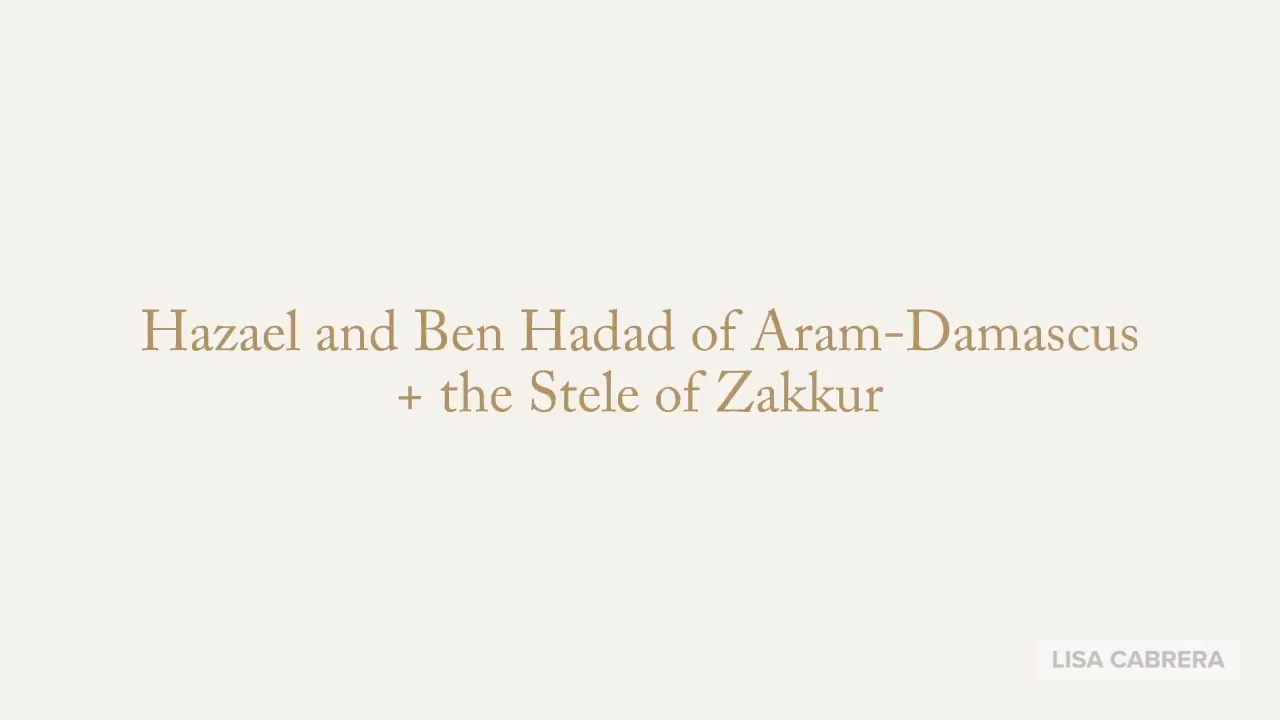 Hazael and Ben Hadad of Aram-Damascus
+ the Stele of Zakkur
LISA CABRERA